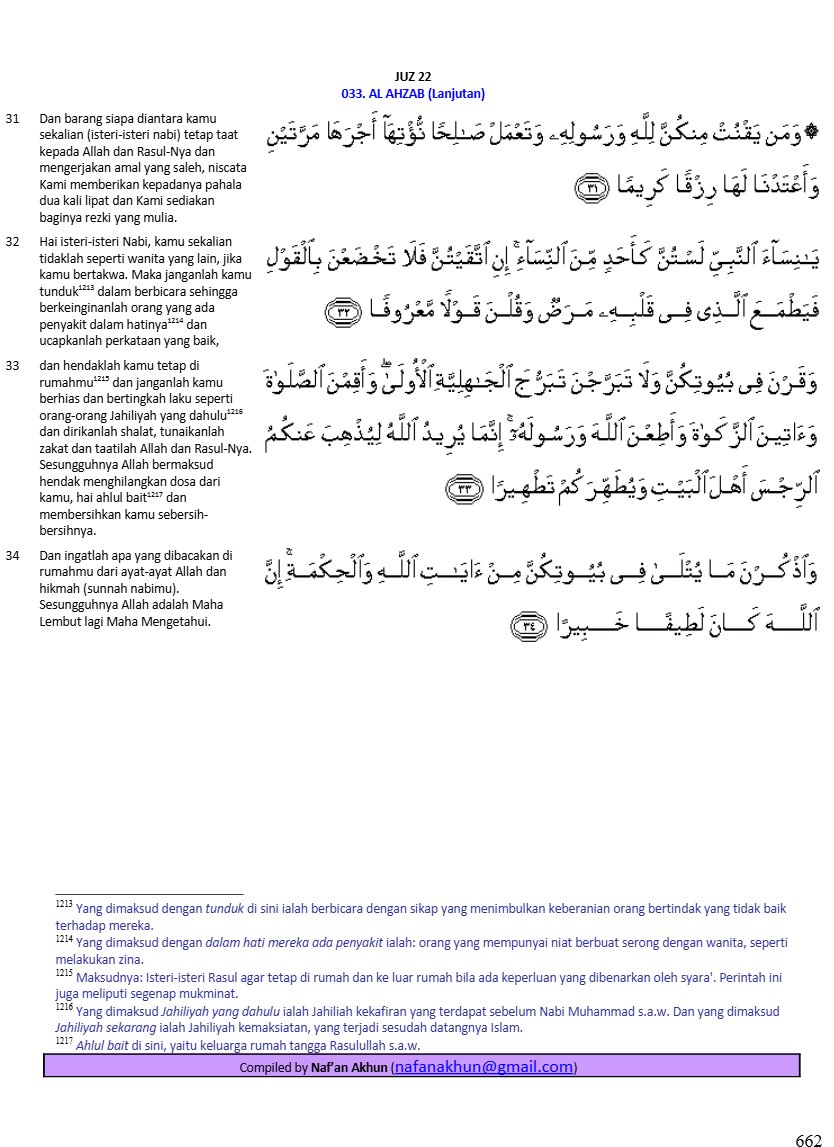 JUZ 22
033. AL AHZAB (Lanjutan)
31 Dan barang siapa diantara kamu
sekalian (isteri-isteri nabi) tetap taat
kepada Allah dan Rasul-Nya dan
mengerjakan amal yang saleh, niscata
Kami memberikan kepadanya pahala
dua kali lipat dan Kami sediakan
baginya rezki yang mulia.
۞ وَمَن يَقْنُتْ مِنكُنَّ لِلَّهِ وَرَسُولِهِۦ وَتَعْمَلْ صَـٰلِحًا نُّؤْتِهَآ أَجْرَهَا مَرَّتَيْنِ
وَأَعْتَدْنَا لَهَا رِزْقًا كَرِيمًا ٣١
32 Hai isteri-isteri Nabi, kamu sekalian
tidaklah seperti wanita yang lain, jika
kamu bertakwa. Maka janganlah kamu
tunduk¹²¹³ dalam berbicara sehingga
berkeinginanlah orang yang ada
penyakit dalam hatinya¹²¹⁴ dan
ucapkanlah perkataan yang baik,
يَـٰنِسَآءَ ٱلنَّبِىِّ لَسْتُنَّ كَأَحَدٍ مِّنَ ٱلنِّسَآءِ ۚ إِنِ ٱتَّقَيْتُنَّ فَلَا تَخْضَعْنَ بِٱلْقَوْلِ
فَيَطْمَعَ ٱلَّذِى فِى قَلْبِهِۦ مَرَضٌ وَقُلْنَ قَوْلًا مَّعْرُوفًا ٣٢
33 dan hendaklah kamu tetap di
rumahmu¹²¹⁵ dan janganlah kamu
berhias dan bertingkah laku seperti
orang-orang Jahiliyah yang dahulu¹²¹⁶
dan dirikanlah shalat, tunaikanlah
zakat dan taatilah Allah dan Rasul-Nya.
Sesungguhnya Allah bermaksud
hendak menghilangkan dosa dari
kamu, hai ahlul bait¹²¹⁷ dan
membersihkan kamu sebersih-
bersihnya.
وَقَرْنَ فِى بُيُوتِكُنَّ وَلَا تَبَرَّجْنَ تَبَرُّجَ ٱلْجَـٰهِلِيَّةِ ٱلْأُولَىٰ ۖ وَأَقِمْنَ ٱلصَّلَوٰةَ
وَءَاتِينَ ٱلزَّكَوٰةَ وَأَطِعْنَ ٱللَّهَ وَرَسُولَهُۥٓ ۚ إِنَّمَا يُرِيدُ ٱللَّهُ لِيُذْهِبَ عَنكُمُ
ٱلرِّجْسَ أَهْلَ ٱلْبَيْتِ وَيُطَهِّرَكُمْ تَطْهِيرًا ٣٣
34 Dan ingatlah apa yang dibacakan di
rumahmu dari ayat-ayat Allah dan
hikmah (sunnah nabimu).
Sesungguhnya Allah adalah Maha
Lembut lagi Maha Mengetahui.
وَٱذْكُرْنَ مَا يُتْلَىٰ فِى بُيُوتِكُنَّ مِنْ ءَايَـٰتِ ٱللَّهِ وَٱلْحِكْمَةِ ۚ إِنَّ
ٱللَّهَ كَانَ لَطِيفًا خَبِيرًا ٣٤
¹²¹³ Yang dimaksud dengan tunduk di sini ialah berbicara dengan sikap yang menimbulkan keberanian orang bertindak yang tidak baik
terhadap mereka.
¹²¹⁴ Yang dimaksud dengan dalam hati mereka ada penyakit ialah: orang yang mempunyai niat berbuat serong dengan wanita, seperti
melakukan zina.
¹²¹⁵ Maksudnya: Isteri-isteri Rasul agar tetap di rumah dan ke luar rumah bila ada keperluan yang dibenarkan oleh syara'. Perintah ini
juga meliputi segenap mukminat.
¹²¹⁶ Yang dimaksud Jahiliyah yang dahulu ialah Jahiliah kekafiran yang terdapat sebelum Nabi Muhammad s.a.w. Dan yang dimaksud
Jahiliyah sekarang ialah Jahiliyah kemaksiatan, yang terjadi sesudah datangnya Islam.
¹²¹⁷ Ahlul bait di sini, yaitu keluarga rumah tangga Rasulullah s.a.w.
Compiled by Naf'an Akhun (nafanakhun@gmail.com)
662